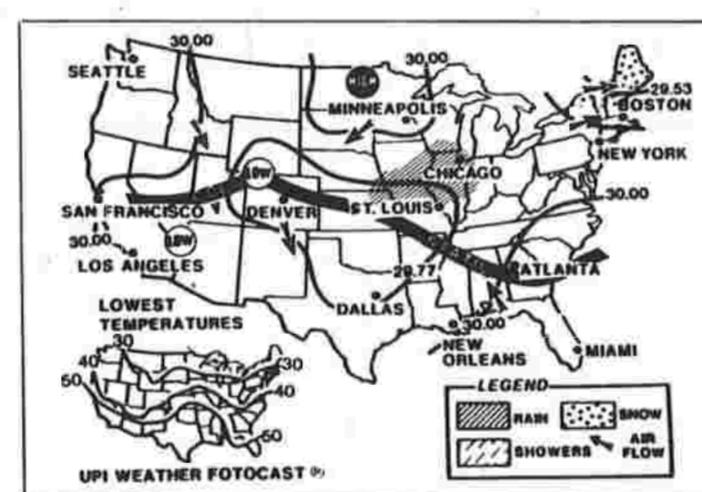 30.00
30.00
SEATTLE
HIGH
MINNEAPOLIS
29.53
BOSTON
NEW YORK
LOW
CHICAGO
SAN FRANCISCO
DENVER
ST. LOUIS
30.00
LOW
30.00
LOS ANGELES
29.77
ATLANTA
DALLAS
LOWEST
TEMPERATURES
30.00
NEW
ORLEANS
MIAMI
30
40
50
30
40
50
LEGEND
RAIN
SNOW
SHOWERS
AIR
FLOW
UPI WEATHER FOTOCAST ®